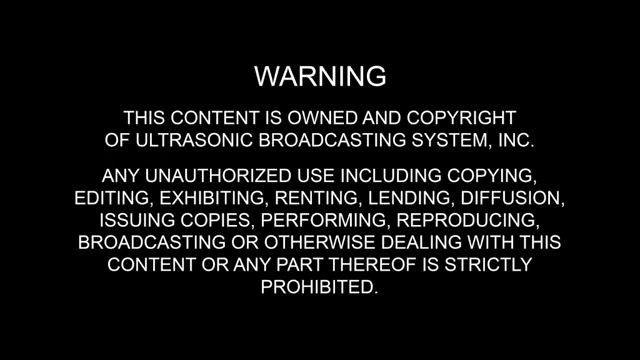 WARNING
THIS CONTENT IS OWNED AND COPYRIGHT
OF ULTRASONIC BROADCASTING SYSTEM, INC.
ANY UNAUTHORIZED USE INCLUDING COPYING,
EDITING, EXHIBITING, RENTING, LENDING, DIFFUSION,
ISSUING COPIES, PERFORMING, REPRODUCING,
BROADCASTING OR OTHERWISE DEALING WITH THIS
CONTENT OR ANY PART THEREOF IS STRICTLY
PROHIBITED.